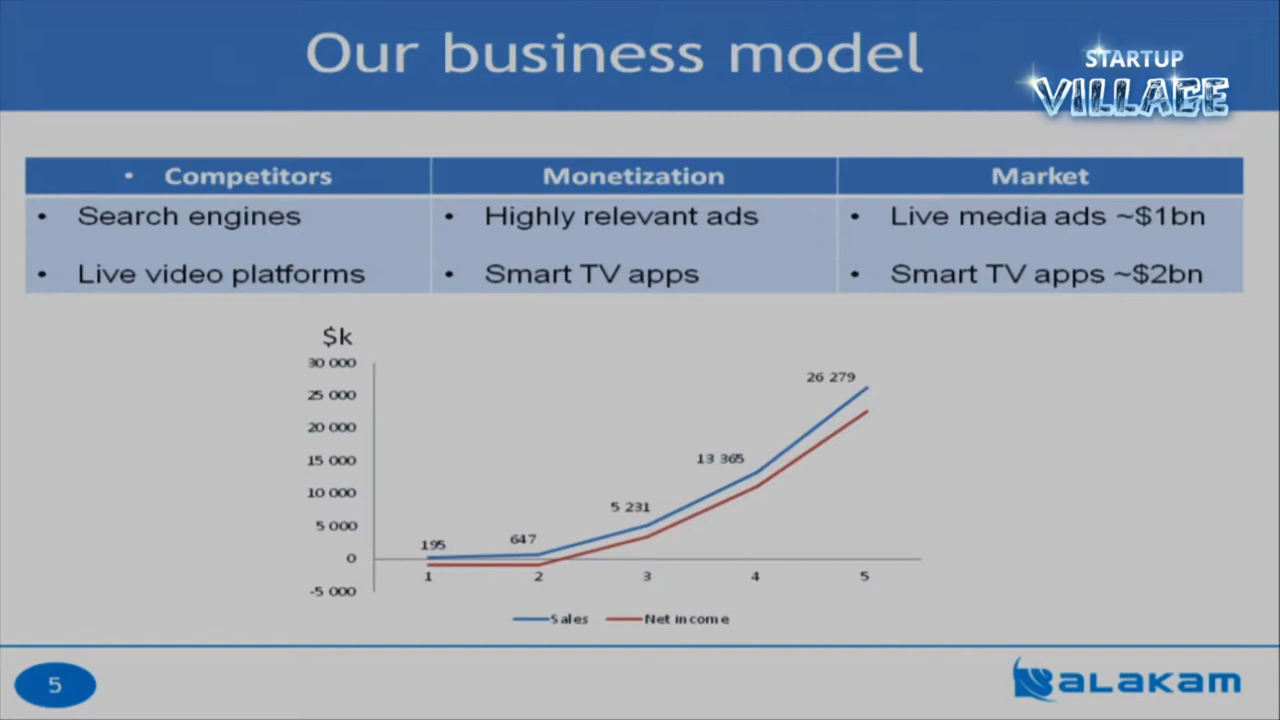 Our business model
STARTUP
VILLAGE
• Competitors
Monetization
Market
• Search engines
• Highly relevant ads
• Live media ads ~$1bn
• Live video platforms
• Smart TV apps
• Smart TV apps ~$2bn
$k
30 000
25 000
20 000
15 000
10 000
5 000
0
-5 000
26 279
13 365
5 231
647
195
1
2
3
4
5
Sales
Net income
5
ALAKAM